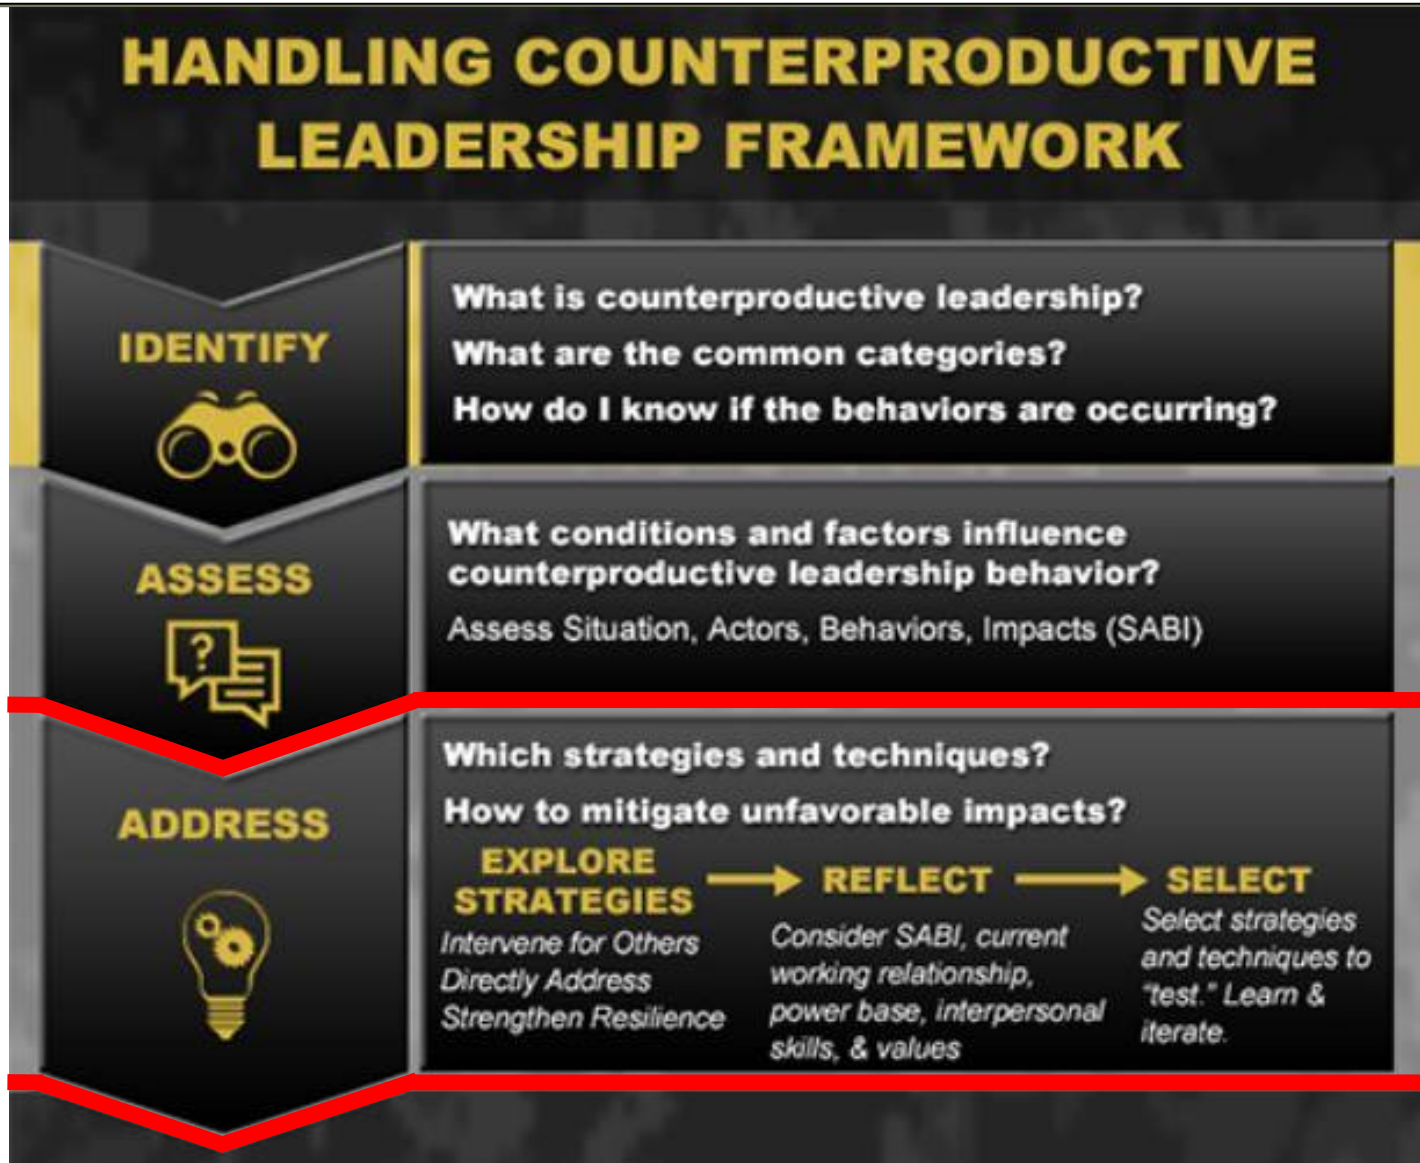 HANDLING COUNTERPRODUCTIVE
LEADERSHIP FRAMEWORK
IDENTIFY
What is counterproductive leadership?
What are the common categories?
How do I know if the behaviors are occurring?
ASSESS
?
What conditions and factors influence
counterproductive leadership behavior?
Assess Situation, Actors, Behaviors, Impacts (SABI)
ADDRESS
Which strategies and techniques?
How to mitigate unfavorable impacts?
EXPLORE
STRATEGIES
Intervene for Others
Directly Address
Strengthen Resilience
REFLECT
Consider SABI, current
working relationship,
power base, interpersonal
skills, & values
SELECT
Select strategies
and techniques to
"test." Learn &
iterate.